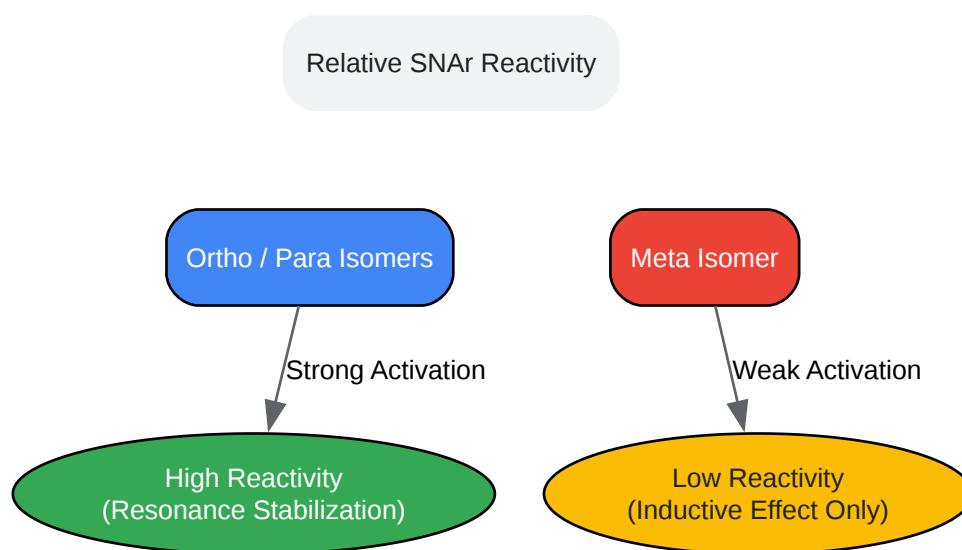 Relative SNAr Reactivity
Ortho / Para Isomers
Meta Isomer
Strong Activation
Weak Activation
High Reactivity
(Resonance Stabilization)
Low Reactivity
(Inductive Effect Only)